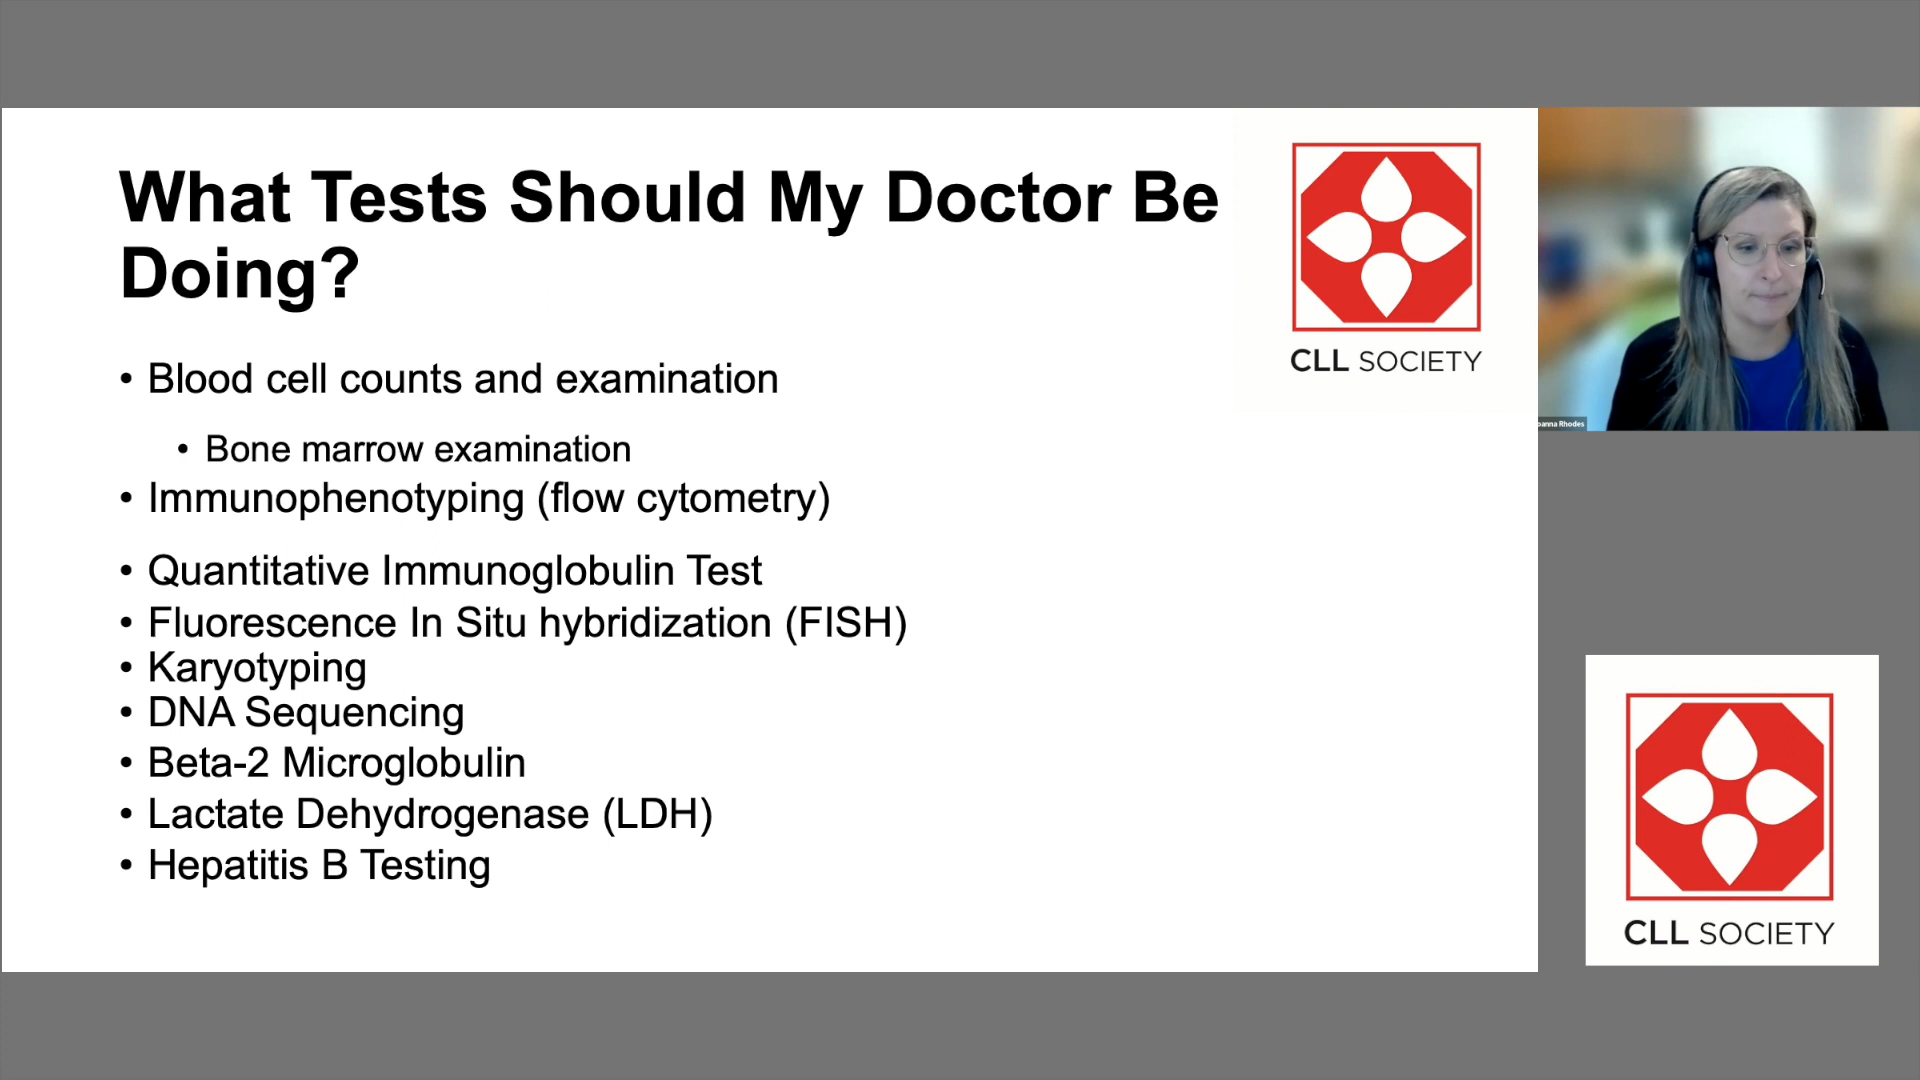 What Tests Should My Doctor Be
Doing?
• Blood cell counts and examination
• Bone marrow examination
• Immunophenotyping (flow cytometry)
• Quantitative Immunoglobulin Test
• Fluorescence In Situ hybridization (FISH)
• Karyotyping
• DNA Sequencing
• Beta-2 Microglobulin
• Lactate Dehydrogenase (LDH)
• Hepatitis B Testing
CLL SOCIETY
oanna Rhodes
CLL SOCIETY